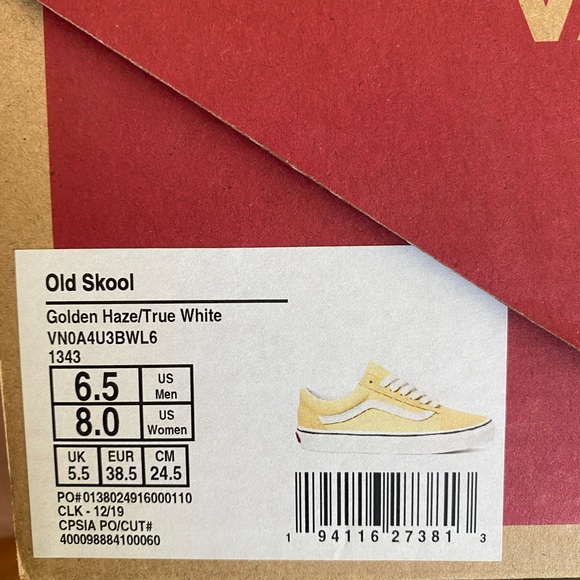 Old Skool
Golden Haze/True White
VN0A4U3BWL6
1343
6.5 US Men
8.0 US Women
UK 5.5 EUR 38.5 CM 24.5
PO# 0138024916000110
CLK - 12/19
CPSIA PO/CUT#
400098884100060
1 94116 27381 3